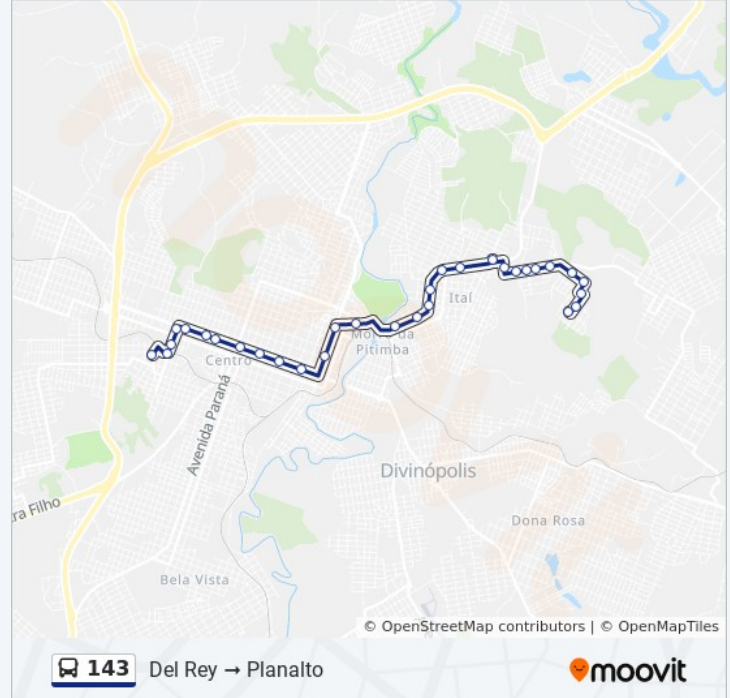 Itaí
Morro da
Pitimba
Centro
Avenida Paraná
Divinópolis
ra Filho
Dona Rosa
Bela Vista
© OpenStreetMap contributors | © OpenMapTiles
143 Del Rey → Planalto
moovit